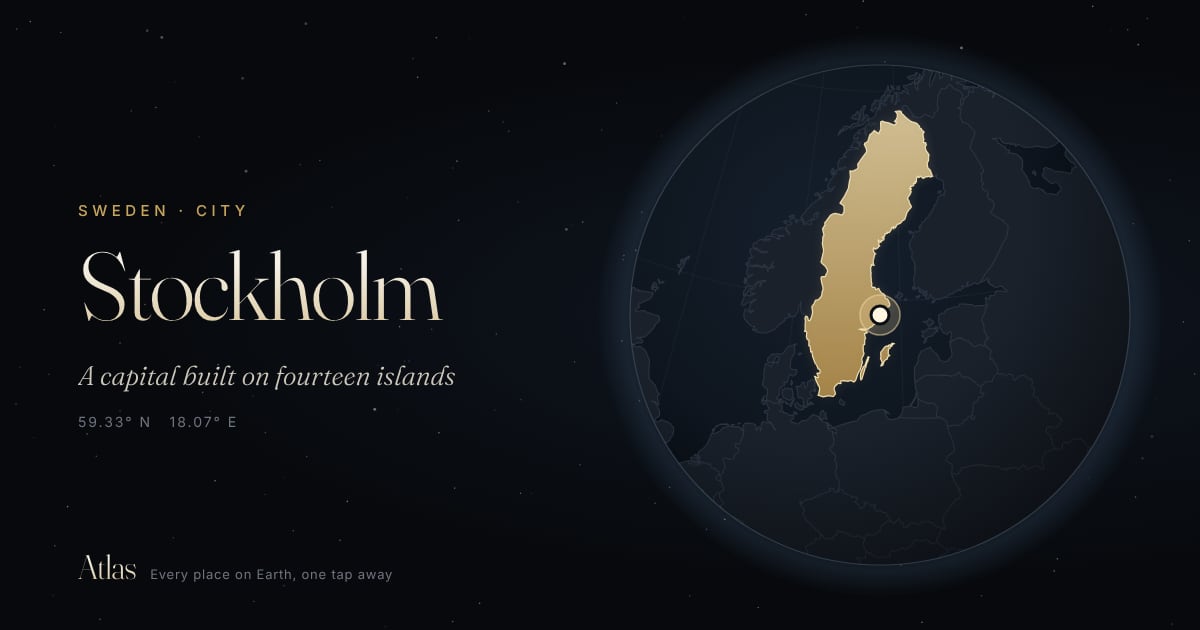 SWEDEN · CITY
Stockholm
A capital built on fourteen islands
59.33° N 18.07° E
Atlas Every place on Earth, one tap away